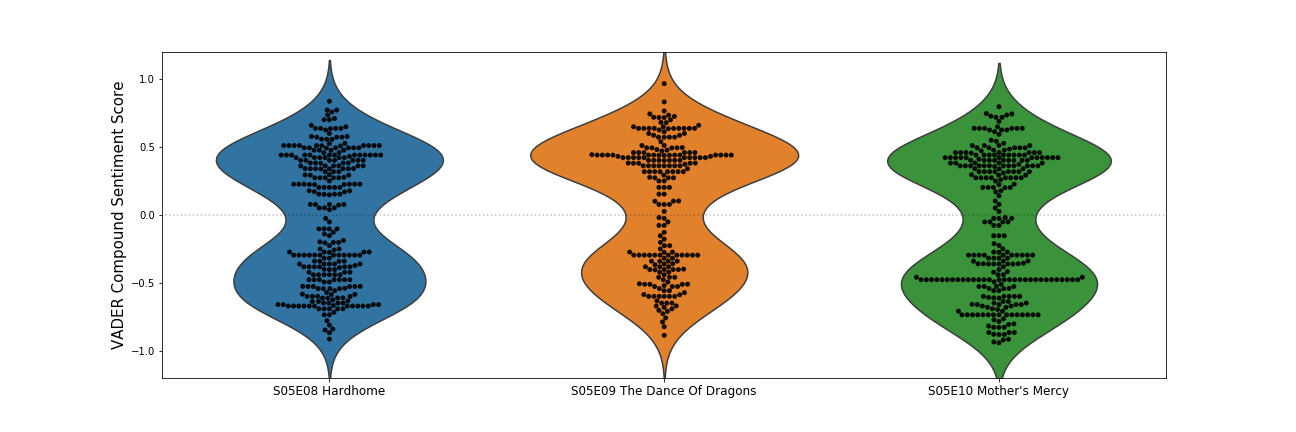 VADER Compound Sentiment Score
1.0
0.5
0.0
−0.5
−1.0
S05E08 Hardhome
S05E09 The Dance Of Dragons
S05E10 Mother's Mercy